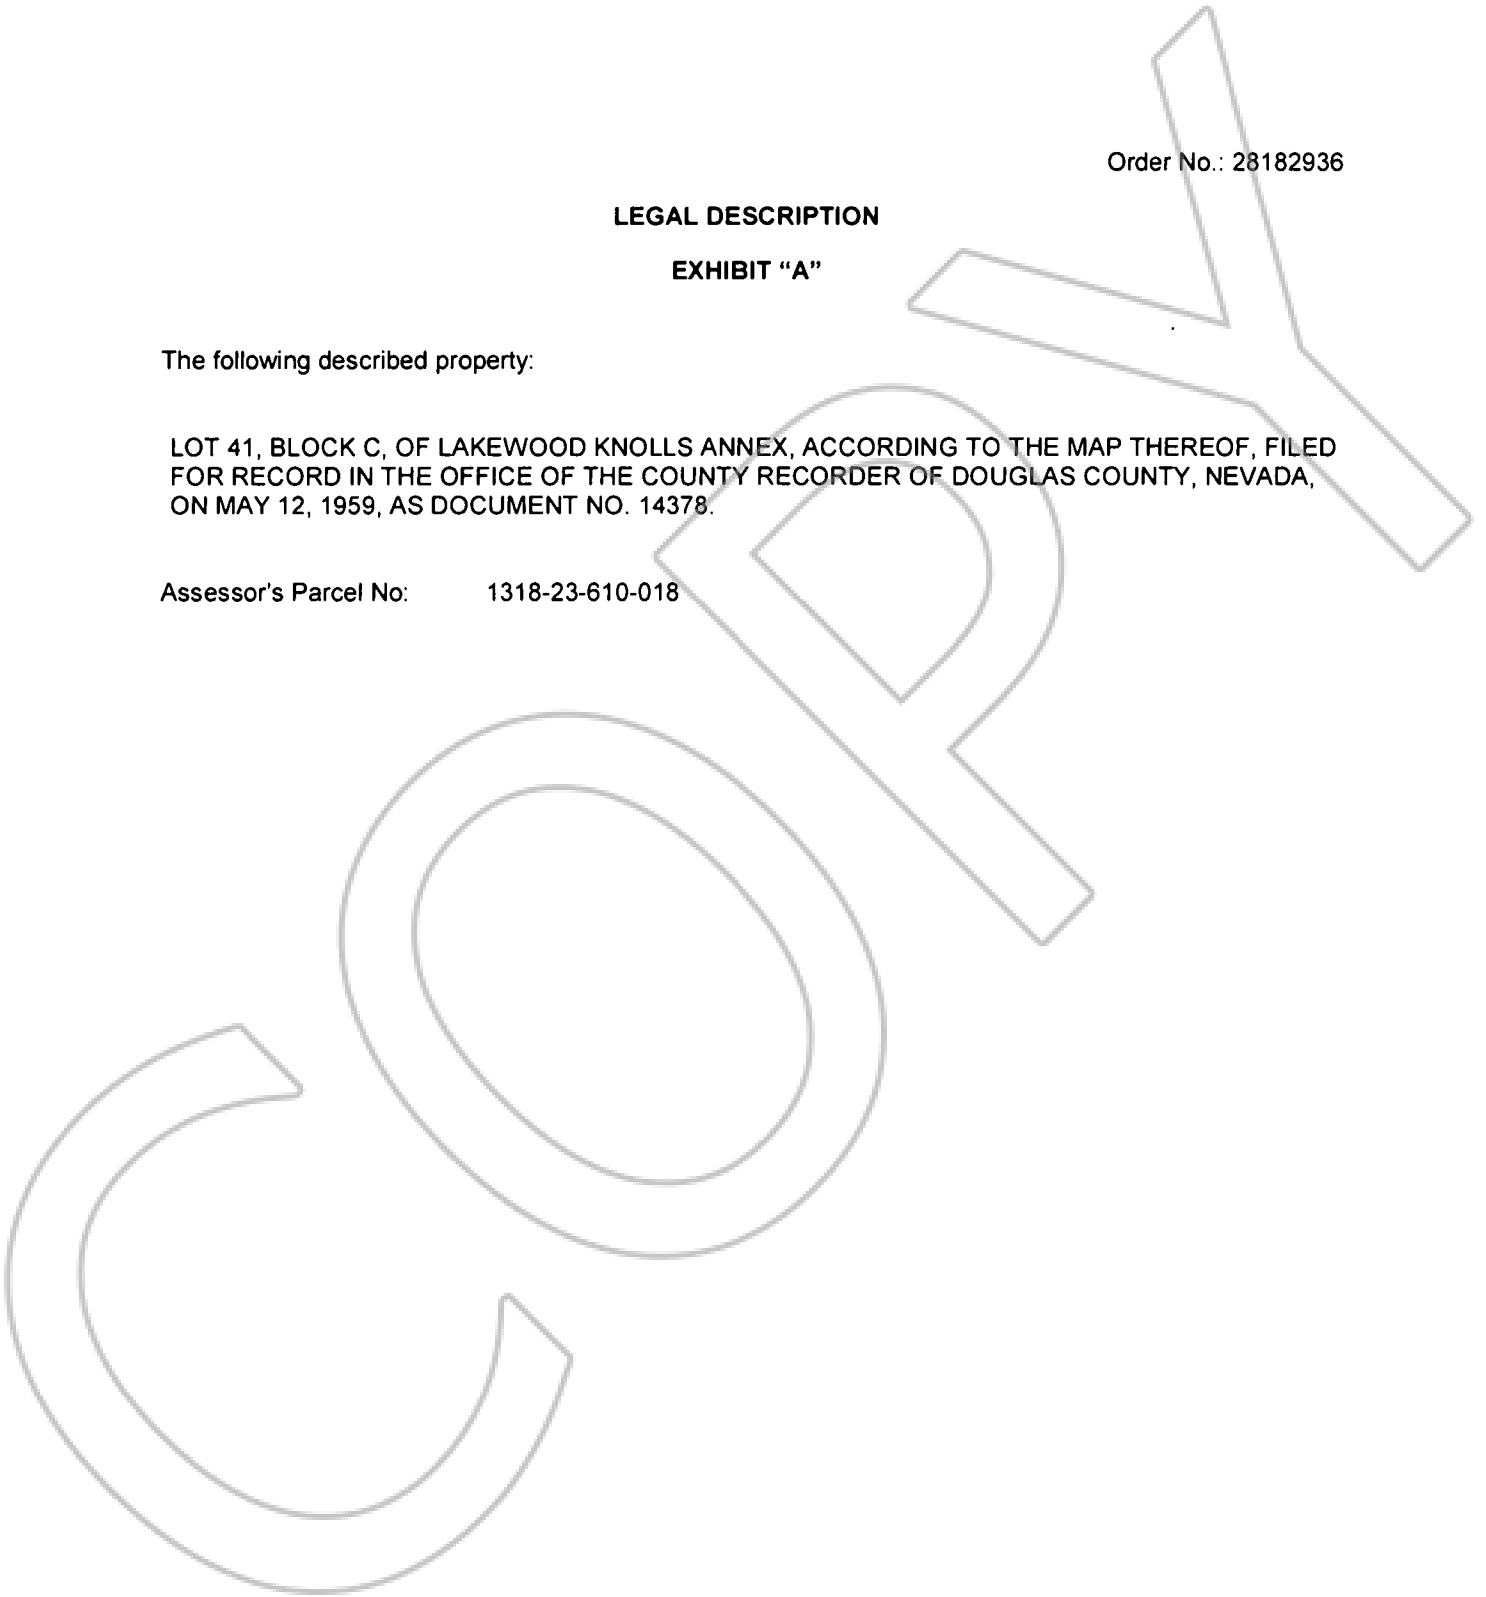 Order No.: 28182936
LEGAL DESCRIPTION
EXHIBIT “A”
The following described property:
LOT 41, BLOCK C, OF LAKEWOOD KNOLLS ANNEX, ACCORDING TO THE MAP THEREOF, FILED
FOR RECORD IN THE OFFICE OF THE COUNTY RECORDER OF DOUGLAS COUNTY, NEVADA,
ON MAY 12, 1959, AS DOCUMENT NO. 14378.
Assessor's Parcel No: 1318-23-610-018
COPY